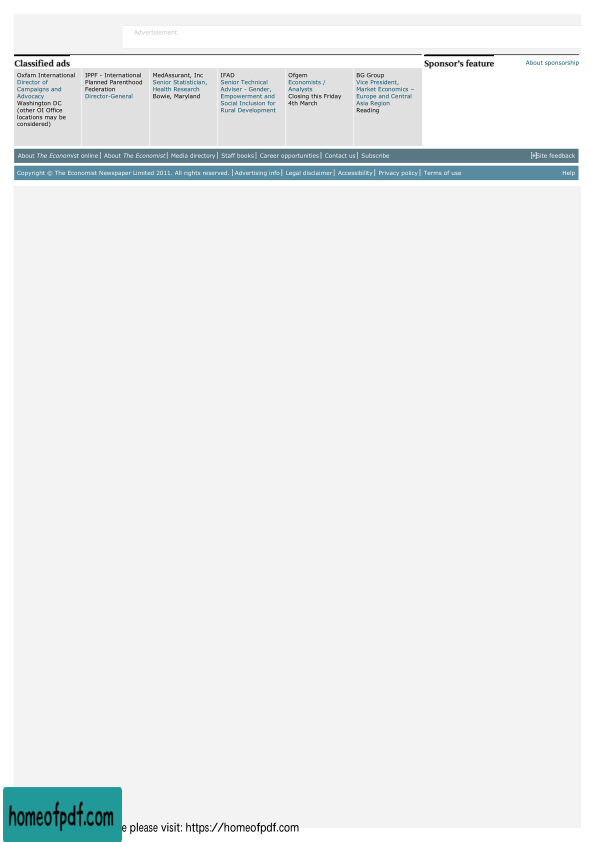 Advertisement
Classified ads
Sponsor's feature
About sponsorship
Oxfam International
Director of
Campaigns and
Advocacy
Washington DC
(other OI Office
locations may be
considered)
IPPF - International
Planned Parenthood
Federation
Director-General
MedAssurant, Inc
Senior Statistician,
Health Research
Bowie, Maryland
IFAD
Senior Technical
Adviser - Gender,
Empowerment and
Social Inclusion for
Rural Development
Ofgem
Economists /
Analysts
Closing this Friday
4th March
BG Group
Vice President,
Market Economics –
Europe and Central
Asia Region
Reading
About The Economist online | About The Economist | Media directory | Staff books | Career opportunities | Contact us | Subscribe
[+] Site feedback
Copyright © The Economist Newspaper Limited 2011. All rights reserved. | Advertising info | Legal disclaimer | Accessibility | Privacy policy | Terms of use
Help
homeofpdf.com
e please visit: https://homeofpdf.com